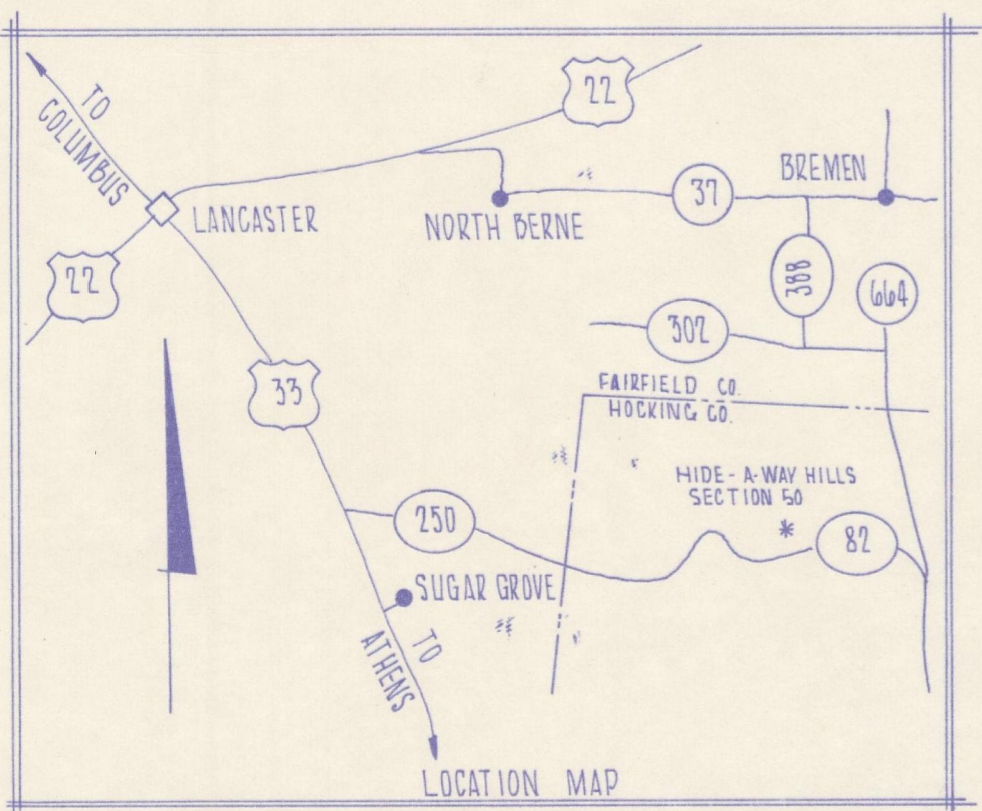 TO
COLUMBUS
22
BREMEN
LANCASTER
NORTH BERNE
37
22
388
664
302
33
FAIRFIELD CO.
HOCKING CO.
HIDE-A-WAY HILLS
SECTION 50
*
250
82
SUGAR GROVE
TO
ATHENS
LOCATION MAP